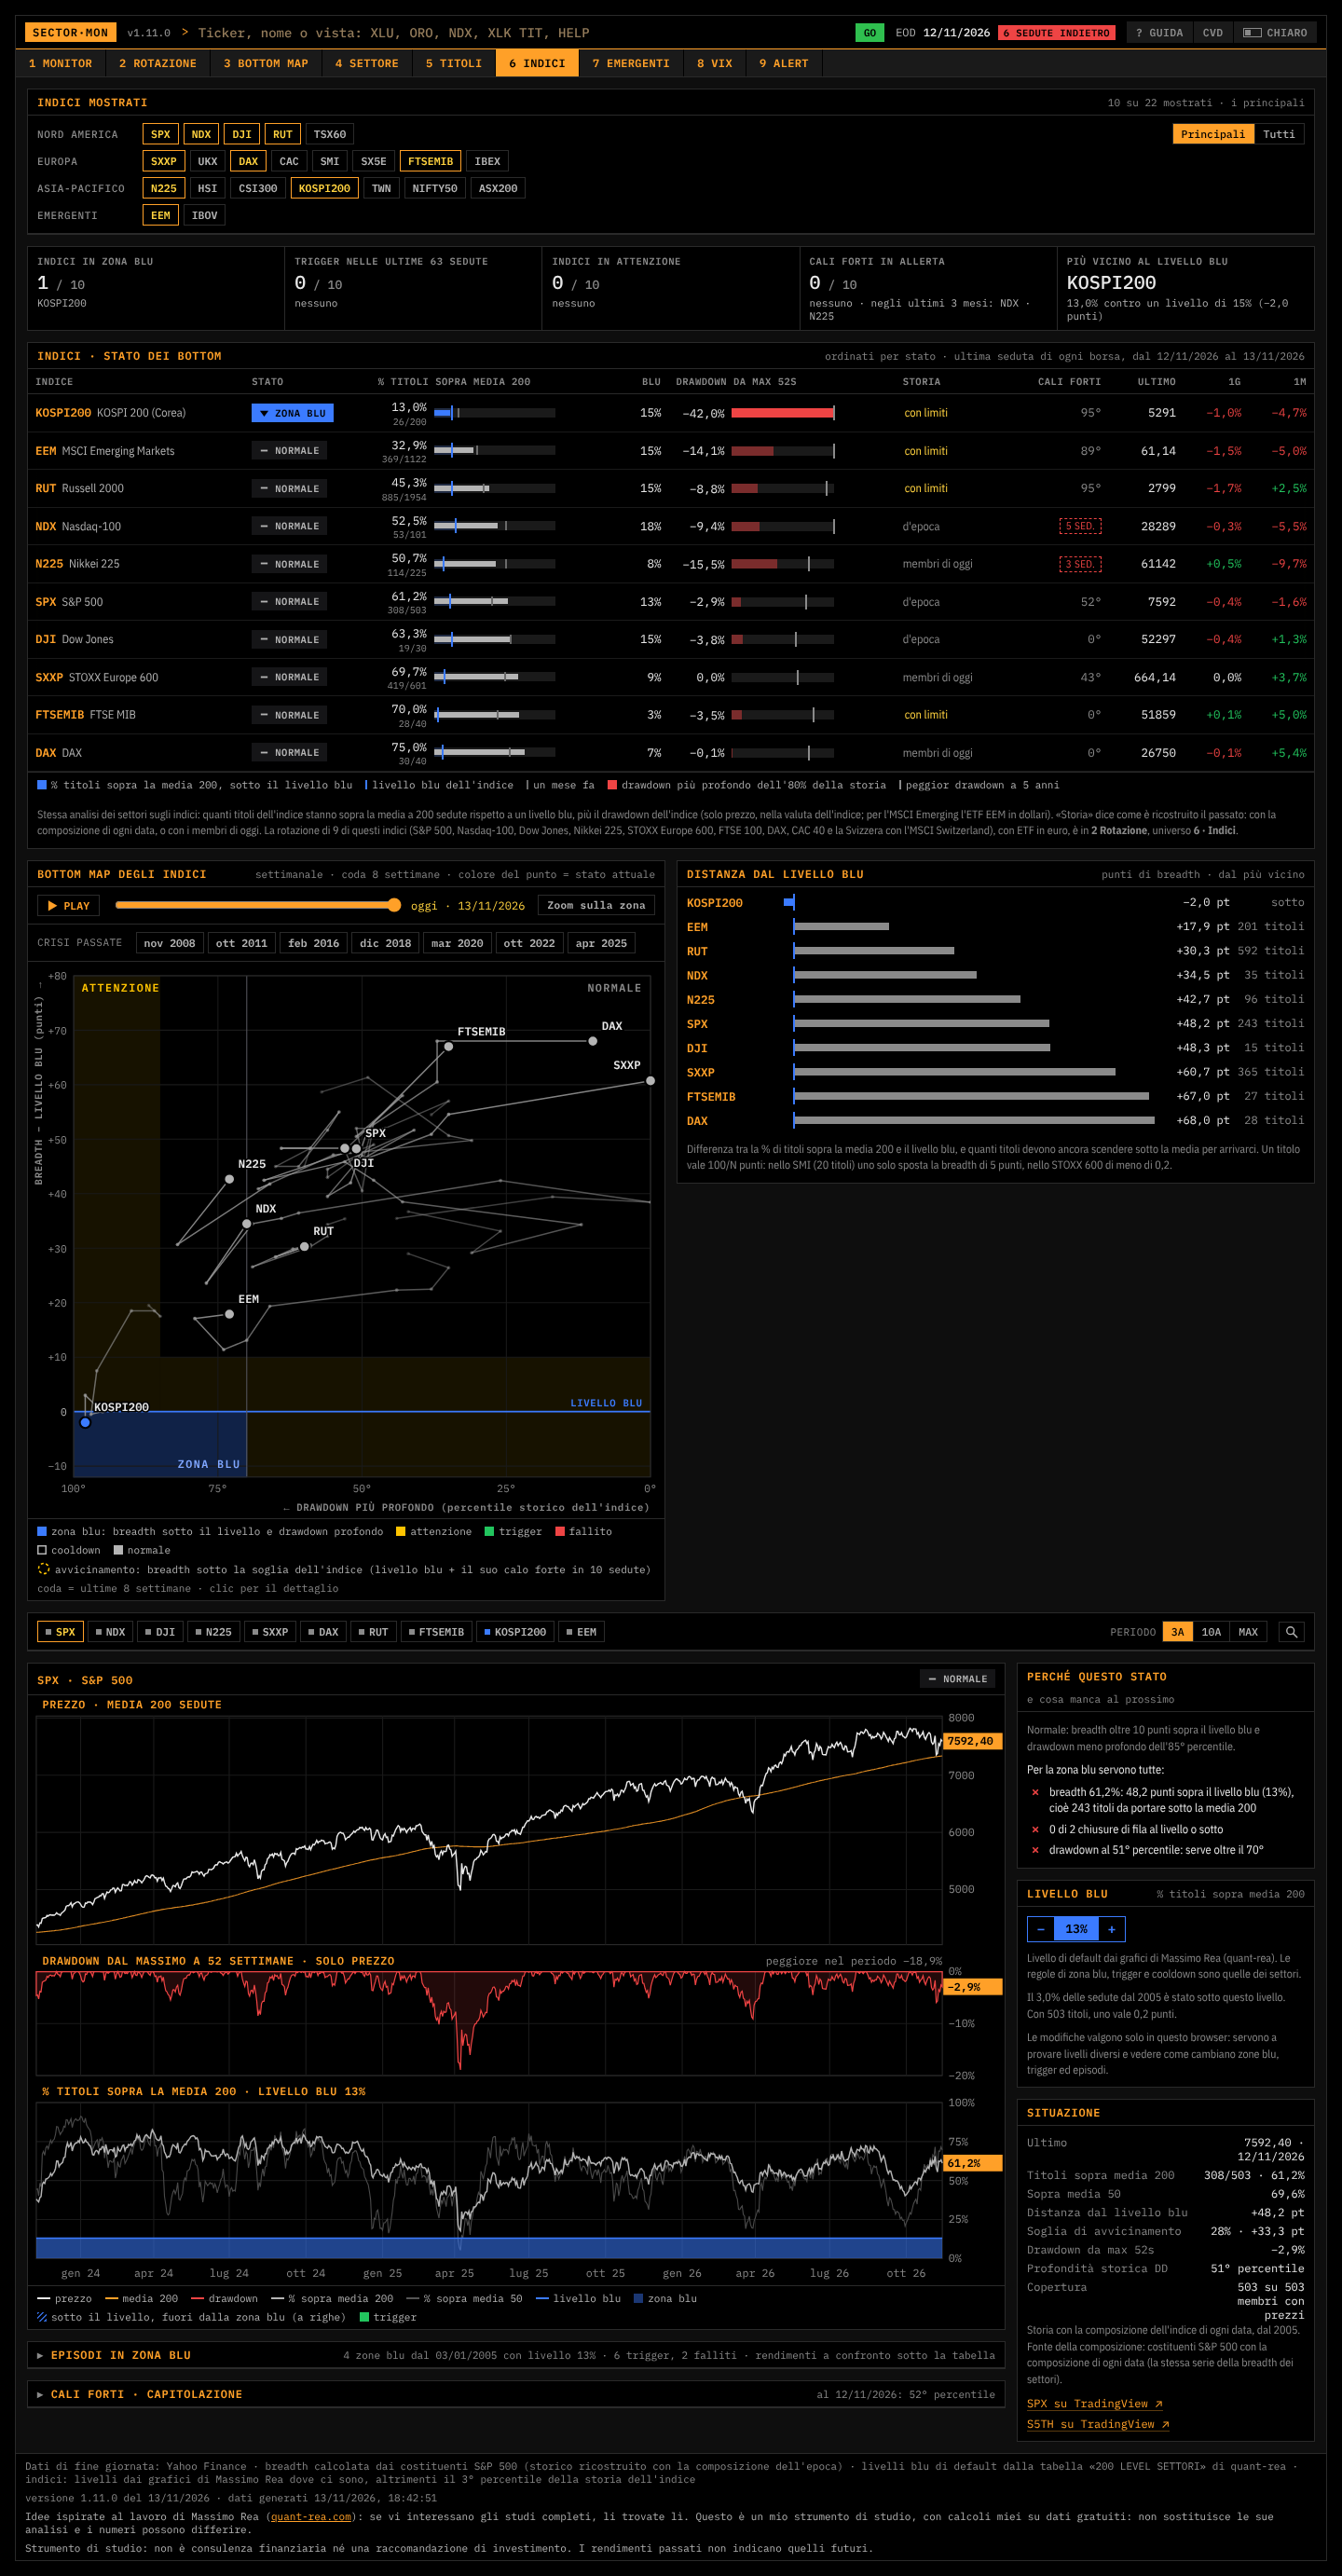 SECTOR·MON v1.11.0 > Ticker, nome o vista: XLU, ORO, NDX, XLK TIT, HELP GO EOD 12/11/2026 6 SEDUTE INDIETRO ? GUIDA CVD CHIARO
1 MONITOR 2 ROTAZIONE 3 BOTTOM MAP 4 SETTORE 5 TITOLI 6 INDICI 7 EMERGENTI 8 VIX 9 ALERT
INDICI MOSTRATI 10 su 22 mostrati · i principali
NORD AMERICA SPX NDX DJI RUT TSX60 Principali Tutti
EUROPA SXXP UKX DAX CAC SMI SX5E FTSEMIB IBEX
ASIA-PACIFICO N225 HSI CSI300 KOSPI200 TWN NIFTY50 ASX200
EMERGENTI EEM IBOV
INDICI IN ZONA BLU
1 / 10
KOSPI200
TRIGGER NELLE ULTIME 63 SEDUTE
0 / 10
nessuno
INDICI IN ATTENZIONE
0 / 10
nessuno
CALI FORTI IN ALLERTA
0 / 10
nessuno · negli ultimi 3 mesi: NDX ·
N225
PIÙ VICINO AL LIVELLO BLU
KOSPI200
13,0% contro un livello di 15% (−2,0
punti)
INDICI · STATO DEI BOTTOM ordinati per stato · ultima seduta di ogni borsa, dal 12/11/2026 al 13/11/2026
INDICE STATO % TITOLI SOPRA MEDIA 200 BLU DRAWDOWN DA MAX 52S STORIA CALI FORTI ULTIMO 1G 1M
KOSPI200 KOSPI 200 (Corea) ▼ ZONA BLU 13,0% 26/200 15% −42,0% con limiti 95° 5291 −1,0% −4,7%
EEM MSCI Emerging Markets — NORMALE 32,9% 369/1122 15% −14,1% con limiti 89° 61,14 −1,5% −5,0%
RUT Russell 2000 — NORMALE 45,3% 885/1954 15% −8,8% con limiti 95° 2799 −1,7% +2,5%
NDX Nasdaq-100 — NORMALE 52,5% 53/101 18% −9,4% d'epoca 5 SED. 28289 −0,3% −5,5%
N225 Nikkei 225 — NORMALE 50,7% 114/225 8% −15,5% membri di oggi 3 SED. 61142 +0,5% −9,7%
SPX S&P 500 — NORMALE 61,2% 308/503 13% −2,9% d'epoca 52° 7592 −0,4% −1,6%
DJI Dow Jones — NORMALE 63,3% 19/30 15% −3,8% d'epoca 0° 52297 −0,4% +1,3%
SXXP STOXX Europe 600 — NORMALE 69,7% 419/601 9% 0,0% membri di oggi 43° 664,14 0,0% +3,7%
FTSEMIB FTSE MIB — NORMALE 70,0% 28/40 3% −3,5% con limiti 0° 51859 +0,1% +5,0%
DAX DAX — NORMALE 75,0% 30/40 7% −0,1% membri di oggi 0° 26750 −0,1% +5,4%
% titoli sopra la media 200, sotto il livello blu livello blu dell'indice un mese fa drawdown più profondo dell'80% della storia peggior drawdown a 5 anni
Stessa analisi dei settori sugli indici: quanti titoli dell'indice stanno sopra la media a 200 sedute rispetto a un livello blu, più il drawdown dell'indice (solo prezzo, nella valuta dell'indice; per l'MSCI Emerging l'ETF EEM in dollari). «Storia» dice come è ricostruito il passato: con la
composizione di ogni data, o con i membri di oggi. La rotazione di 9 di questi indici (S&P 500, Nasdaq-100, Dow Jones, Nikkei 225, STOXX Europe 600, FTSE 100, DAX, CAC 40 e la Svizzera con l'MSCI Switzerland), con ETF in euro, è in 2 Rotazione, universo 6 · Indici.
BOTTOM MAP DEGLI INDICI settimanale · coda 8 settimane · colore del punto = stato attuale
▶ PLAY oggi · 13/11/2026 Zoom sulla zona
CRISI PASSATE nov 2008 ott 2011 feb 2016 dic 2018 mar 2020 ott 2022 apr 2025
BREADTH − LIVELLO BLU (punti) →
+80
+70
+60
+50
+40
+30
+20
+10
0
−10
ATTENZIONE NORMALE
FTSEMIB DAX
SXXP
SPX
DJI
N225
NDX
RUT
EEM
KOSPI200
LIVELLO BLU
ZONA BLU
100° 75° 50° 25° 0°
← DRAWDOWN PIÙ PROFONDO (percentile storico dell'indice)
zona blu: breadth sotto il livello e drawdown profondo attenzione trigger fallito
cooldown normale
avvicinamento: breadth sotto la soglia dell'indice (livello blu + il suo calo forte in 10 sedute)
coda = ultime 8 settimane · clic per il dettaglio
DISTANZA DAL LIVELLO BLU punti di breadth · dal più vicino
KOSPI200 −2,0 pt sotto
EEM +17,9 pt 201 titoli
RUT +30,3 pt 592 titoli
NDX +34,5 pt 35 titoli
N225 +42,7 pt 96 titoli
SPX +48,2 pt 243 titoli
DJI +48,3 pt 15 titoli
SXXP +60,7 pt 365 titoli
FTSEMIB +67,0 pt 27 titoli
DAX +68,0 pt 28 titoli
Differenza tra la % di titoli sopra la media 200 e il livello blu, e quanti titoli devono ancora scendere sotto la media per arrivarci. Un titolo
vale 100/N punti: nello SMI (20 titoli) uno solo sposta la breadth di 5 punti, nello STOXX 600 di meno di 0,2.
SPX NDX DJI N225 SXXP DAX RUT FTSEMIB KOSPI200 EEM PERIODO 3A 10A MAX
SPX · S&P 500 — NORMALE
PREZZO · MEDIA 200 SEDUTE
8000
7592,40
7000
6000
5000
DRAWDOWN DAL MASSIMO A 52 SETTIMANE · SOLO PREZZO peggiore nel periodo −18,9%
0%
−2,9%
−10%
−20%
% TITOLI SOPRA LA MEDIA 200 · LIVELLO BLU 13%
100%
75%
61,2%
50%
25%
0%
gen 24 apr 24 lug 24 ott 24 gen 25 apr 25 lug 25 ott 25 gen 26 apr 26 lug 26 ott 26
prezzo media 200 drawdown % sopra media 200 % sopra media 50 livello blu zona blu
sotto il livello, fuori dalla zona blu (a righe) trigger
▶ EPISODI IN ZONA BLU 4 zone blu dal 03/01/2005 con livello 13% · 6 trigger, 2 falliti · rendimenti a confronto sotto la tabella
▶ CALI FORTI · CAPITOLAZIONE al 12/11/2026: 52° percentile
PERCHÉ QUESTO STATO
e cosa manca al prossimo
Normale: breadth oltre 10 punti sopra il livello blu e
drawdown meno profondo dell'85° percentile.
Per la zona blu servono tutte:
× breadth 61,2%: 48,2 punti sopra il livello blu (13%),
cioè 243 titoli da portare sotto la media 200
× 0 di 2 chiusure di fila al livello o sotto
× drawdown al 51° percentile: serve oltre il 70°
LIVELLO BLU % titoli sopra media 200
− 13% +
Livello di default dai grafici di Massimo Rea (quant-rea). Le
regole di zona blu, trigger e cooldown sono quelle dei settori.
Il 3,0% delle sedute dal 2005 è stato sotto questo livello.
Con 503 titoli, uno vale 0,2 punti.
Le modifiche valgono solo in questo browser: servono a
provare livelli diversi e vedere come cambiano zone blu,
trigger ed episodi.
SITUAZIONE
Ultimo 7592,40 ·
12/11/2026
Titoli sopra media 200 308/503 · 61,2%
Sopra media 50 69,6%
Distanza dal livello blu +48,2 pt
Soglia di avvicinamento 28% · +33,3 pt
Drawdown da max 52s −2,9%
Profondità storica DD 51° percentile
Copertura 503 su 503
membri con
prezzi
Storia con la composizione dell'indice di ogni data, dal 2005.
Fonte della composizione: costituenti S&P 500 con la
composizione di ogni data (la stessa serie della breadth dei
settori).
SPX su TradingView ↗
S5TH su TradingView ↗
Dati di fine giornata: Yahoo Finance · breadth calcolata dai costituenti S&P 500 (storico ricostruito con la composizione dell'epoca) · livelli blu di default dalla tabella «200 LEVEL SETTORI» di quant-rea ·
indici: livelli dai grafici di Massimo Rea dove ci sono, altrimenti il 3° percentile della storia dell'indice
versione 1.11.0 del 13/11/2026 · dati generati 13/11/2026, 18:42:51
Idee ispirate al lavoro di Massimo Rea (quant-rea.com): se vi interessano gli studi completi, li trovate lì. Questo è un mio strumento di studio, con calcoli miei su dati gratuiti: non sostituisce le sue
analisi e i numeri possono differire.
Strumento di studio: non è consulenza finanziaria né una raccomandazione di investimento. I rendimenti passati non indicano quelli futuri.